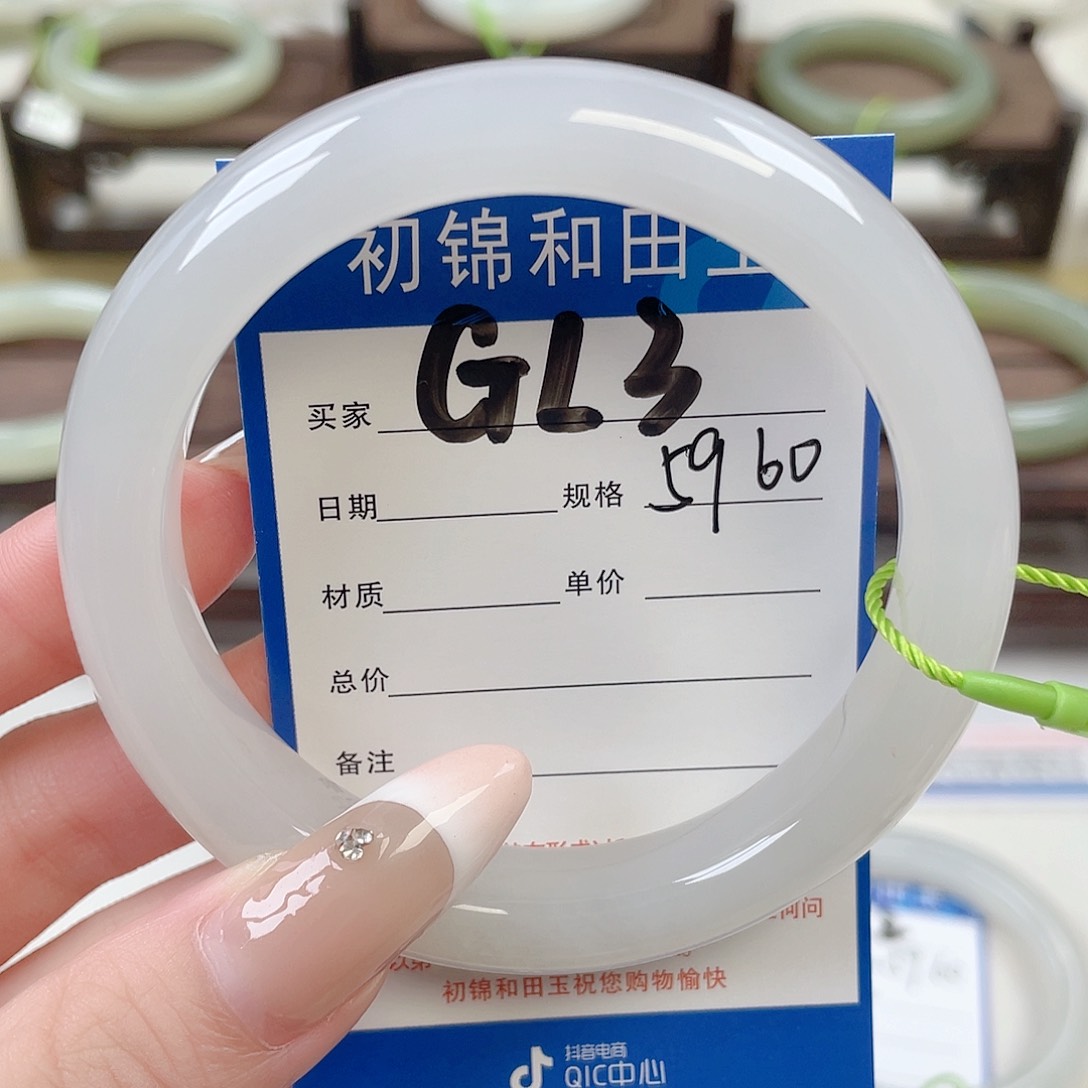 初锦和田玉
买家 GL3
日期 规格 59 60
材质 单价
总价
备注
初锦和田玉祝您购物愉快
抖音电商
QIC中心